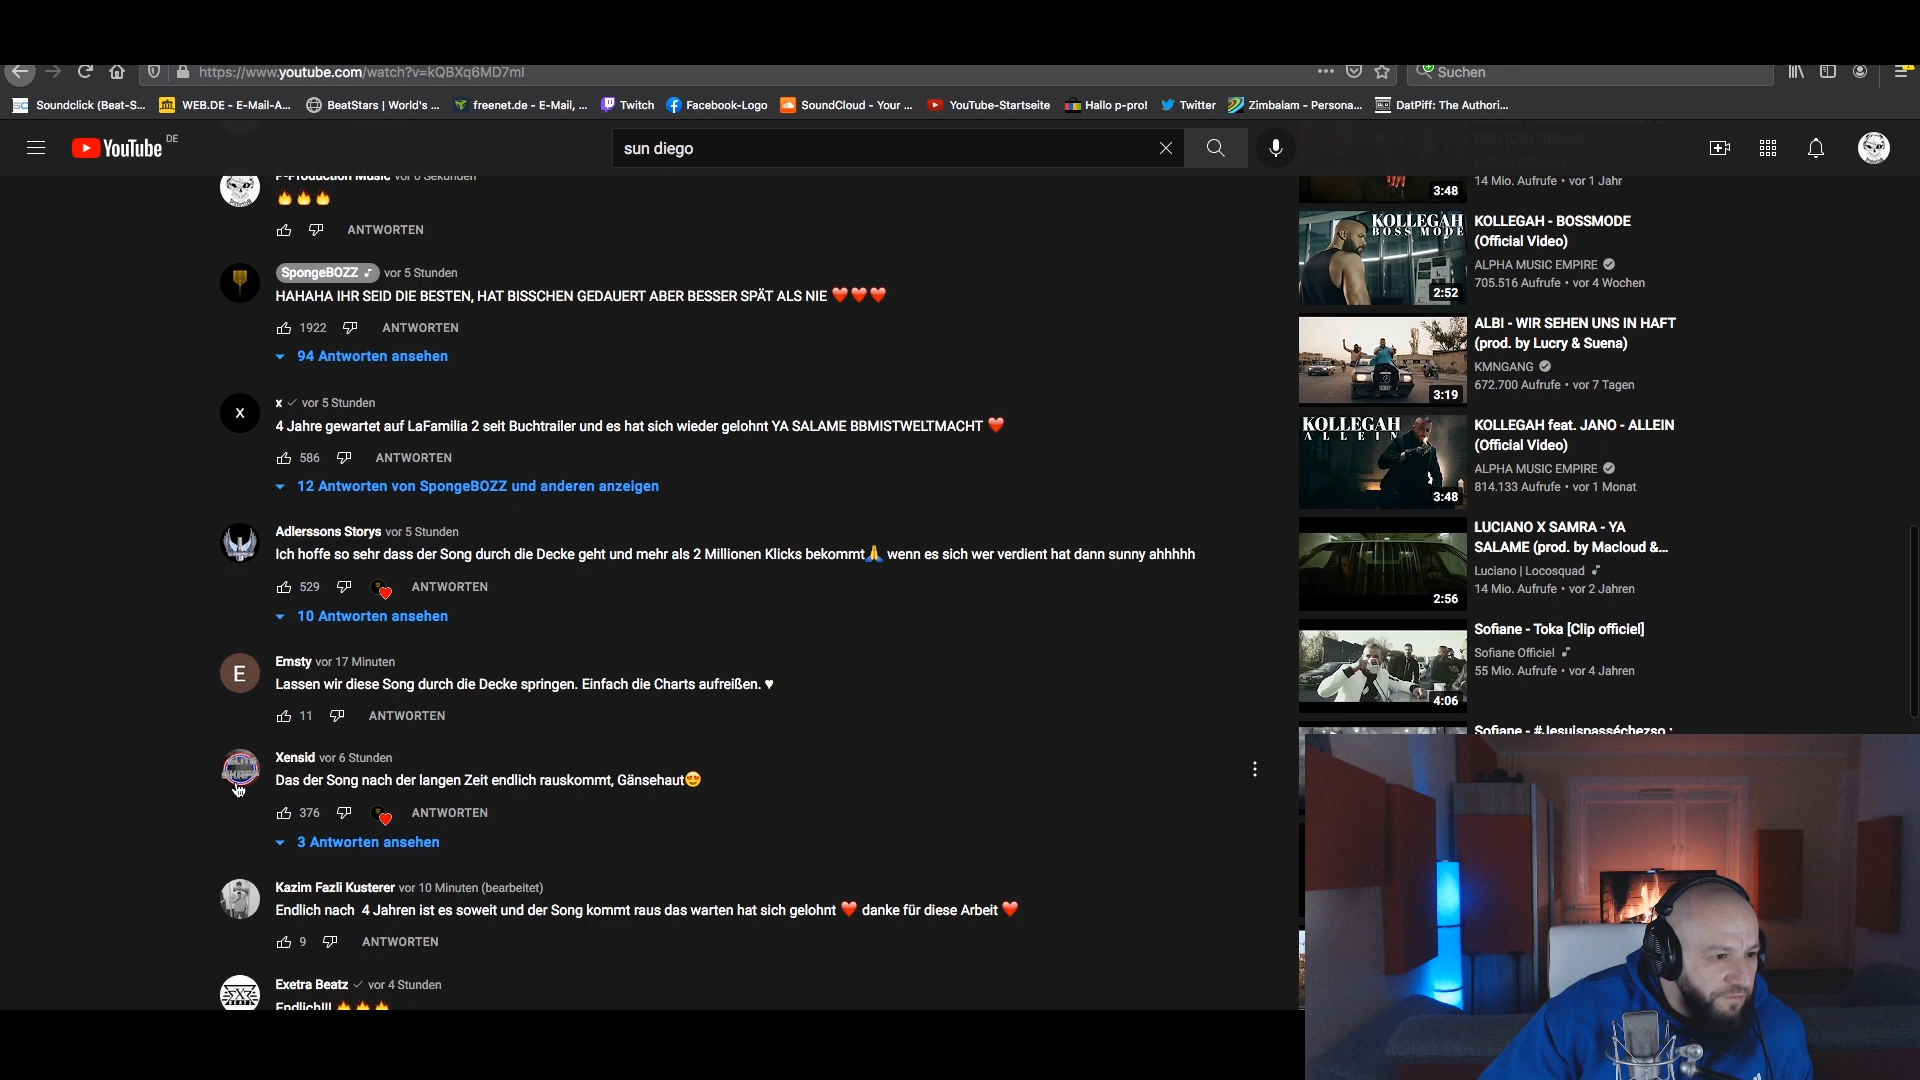 https://www.youtube.com/watch?v=kQBXq6MD7mI
Suchen
Soundclick (Beat-S...
WEB.DE - E-Mail-A...
BeatStars | World's ...
freenet.de - E-Mail, ...
Twitch
Facebook-Logo
SoundCloud - Your ...
YouTube-Startseite
Hallo p-pro!
Twitter
Zimbalam - Persona...
DatPiff: The Authori...
YouTube DE
sun diego
P-Production Music vor 0 Sekunden
🔥🔥🔥
ANTWORTEN
SpongeBOZZ ♪ vor 5 Stunden
HAHAHA IHR SEID DIE BESTEN, HAT BISSCHEN GEDAUERT ABER BESSER SPÄT ALS NIE ❤️❤️❤️
1922 ANTWORTEN
94 Antworten ansehen
x
x ✓ vor 5 Stunden
4 Jahre gewartet auf LaFamilia 2 seit Buchtrailer und es hat sich wieder gelohnt YA SALAME BBMISTWELTMACHT ❤️
586 ANTWORTEN
12 Antworten von SpongeBOZZ und anderen anzeigen
Adlerssons Storys vor 5 Stunden
Ich hoffe so sehr dass der Song durch die Decke geht und mehr als 2 Millionen Klicks bekommt🙏 wenn es sich wer verdient hat dann sunny ahhhhh
529 ANTWORTEN
10 Antworten ansehen
E
Emsty vor 17 Minuten
Lassen wir diese Song durch die Decke springen. Einfach die Charts aufreißen. ♥
11 ANTWORTEN
Xensid vor 6 Stunden
Das der Song nach der langen Zeit endlich rauskommt, Gänsehaut😍
376 ANTWORTEN
3 Antworten ansehen
Kazim Fazli Kusterer vor 10 Minuten (bearbeitet)
Endlich nach 4 Jahren ist es soweit und der Song kommt raus das warten hat sich gelohnt ❤️ danke für diese Arbeit ❤️
9 ANTWORTEN
Exetra Beatz ✓ vor 4 Stunden
Endlich!!! 🔥🔥🔥
SCH [Clip Officiel]
14 Mio. Aufrufe • vor 1 Jahr
3:48
KOLLEGAH
BOSS MODE
2:52
KOLLEGAH - BOSSMODE
(Official Video)
ALPHA MUSIC EMPIRE
705.516 Aufrufe • vor 4 Wochen
3:19
ALBI - WIR SEHEN UNS IN HAFT
(prod. by Lucry & Suena)
KMNGANG
672.700 Aufrufe • vor 7 Tagen
KOLLEGAH
ALLEIN
3:48
KOLLEGAH feat. JANO - ALLEIN
(Official Video)
ALPHA MUSIC EMPIRE
814.133 Aufrufe • vor 1 Monat
2:56
LUCIANO X SAMRA - YA
SALAME (prod. by Macloud &...
Luciano | Locosquad ♪
14 Mio. Aufrufe • vor 2 Jahren
4:06
Sofiane - Toka [Clip officiel]
Sofiane Officiel ♪
55 Mio. Aufrufe • vor 4 Jahren
Sofiane - #Jesuispasséchezso :